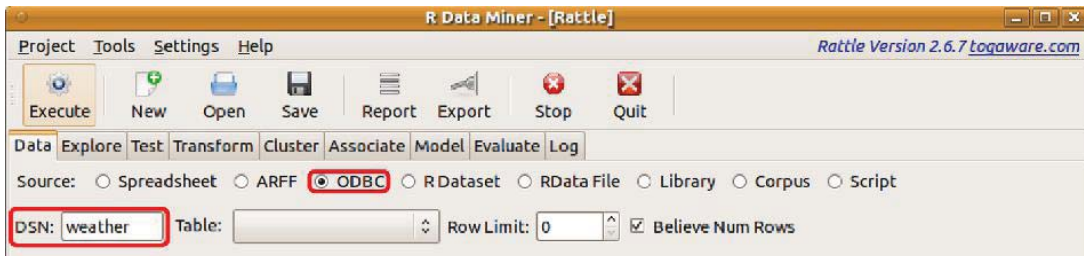 R Data Miner - [Rattle]
Project Tools Settings Help Rattle Version 2.6.7 togaware.com
Execute New Open Save Report Export Stop Quit
Data Explore Test Transform Cluster Associate Model Evaluate Log
Source: Spreadsheet ARFF ODBC R Dataset RData File Library Corpus Script
DSN: weather Table: Row Limit: 0 Believe Num Rows